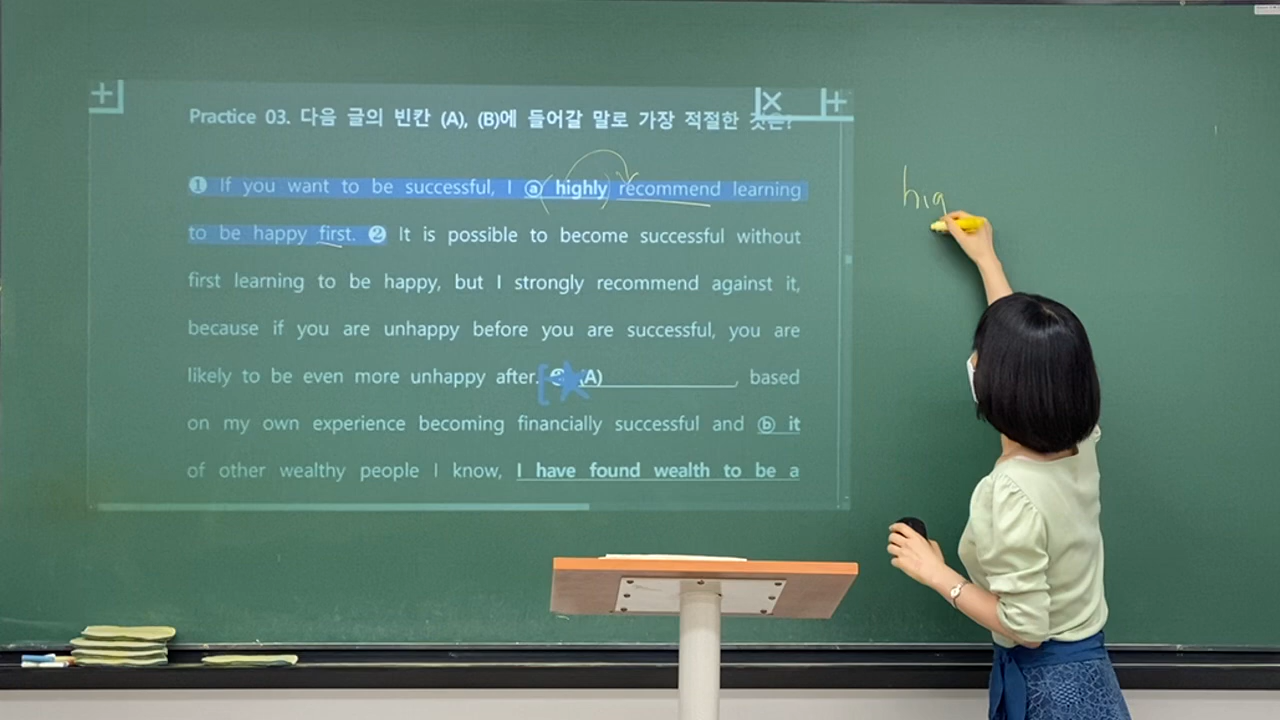 Practice 03. 다음 글의 빈칸 (A), (B)에 들어갈 말로 가장 적절한 것은?
❶ If you want to be successful, I ⓐ highly recommend learning
to be happy first. ❷ It is possible to become successful without
first learning to be happy, but I strongly recommend against it,
because if you are unhappy before you are successful, you are
likely to be even more unhappy after. (A)____________, based
on my own experience becoming financially successful and ⓑ it
of other wealthy people I know, I have found wealth to be a
hig